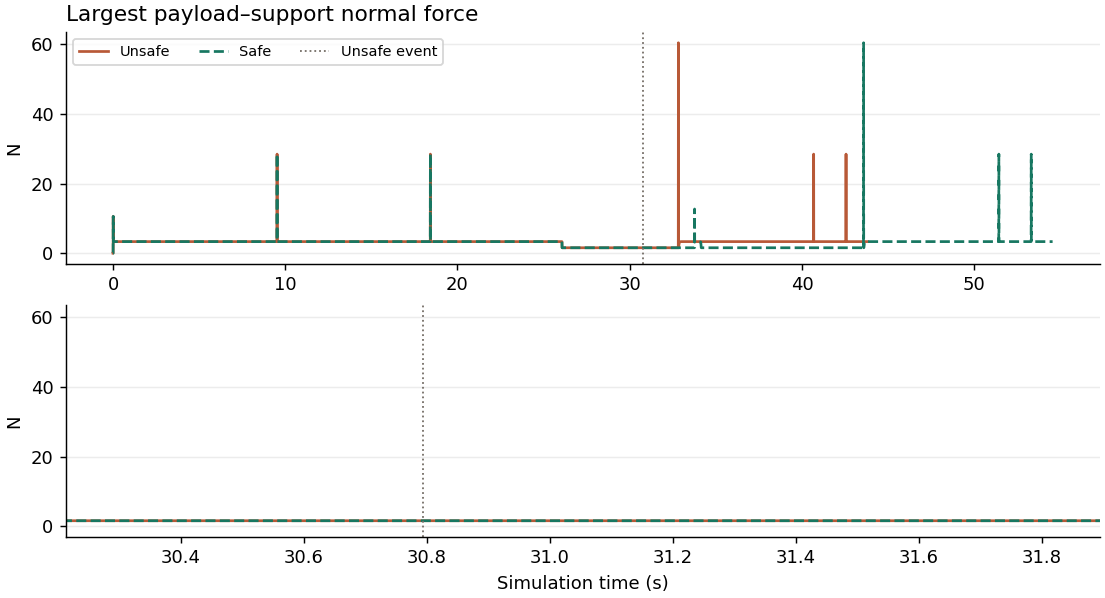 Largest payload–support normal force
Unsafe Safe Unsafe event
60
40
20
0
N
0 10 20 30 40 50
60
40
20
0
N
30.4 30.6 30.8 31.0 31.2 31.4 31.6 31.8
Simulation time (s)